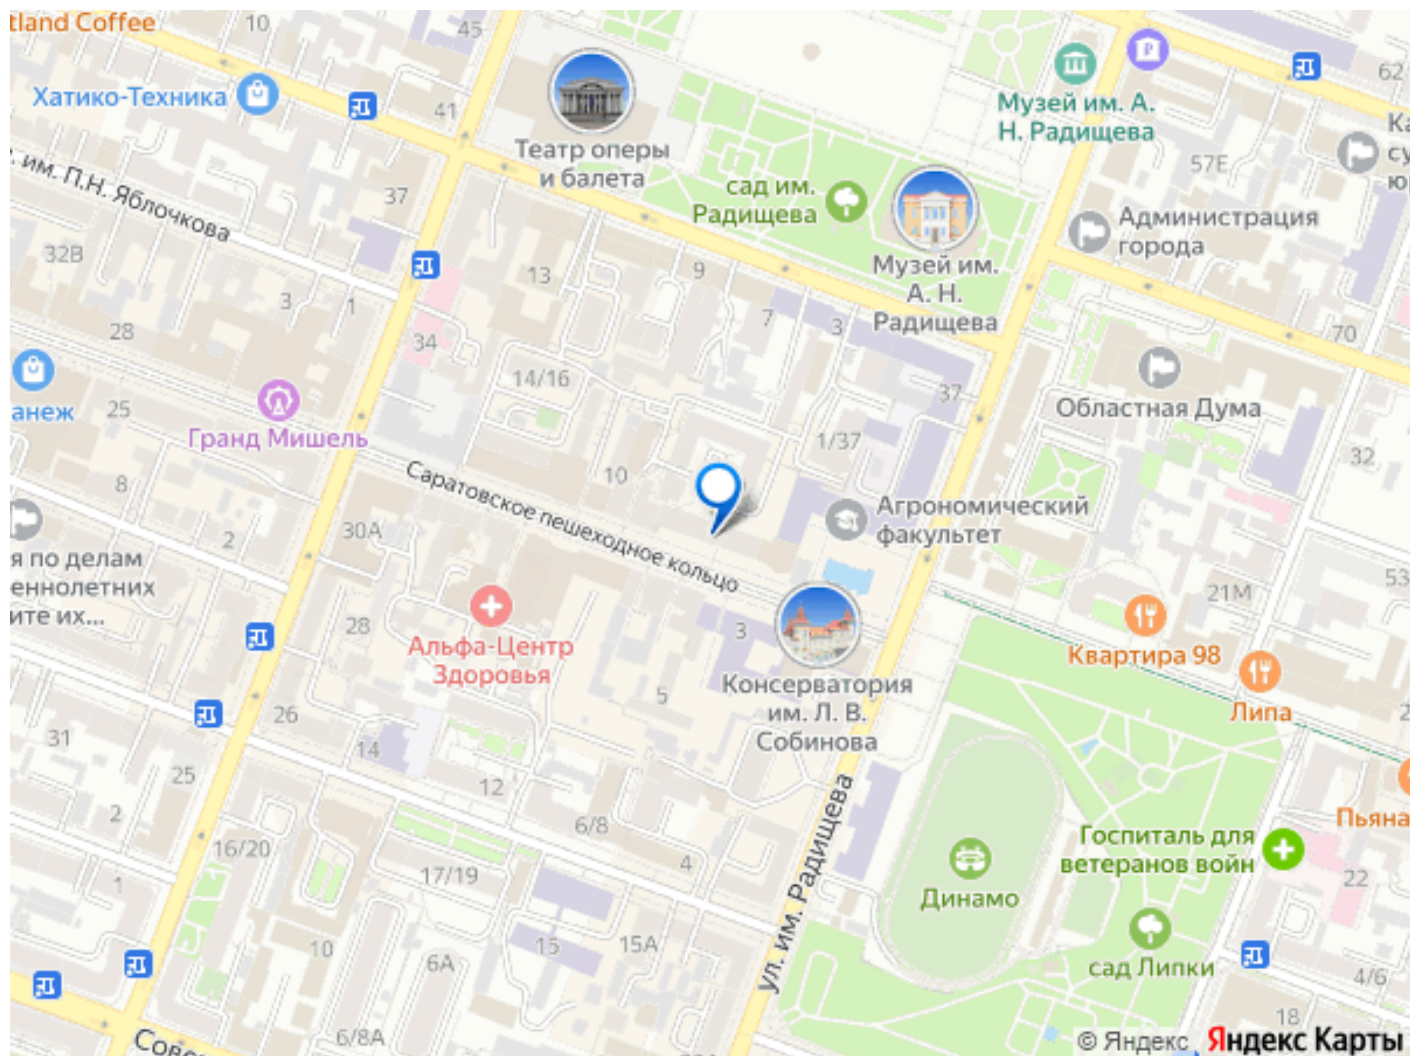 tland Coffee
10
45
62
Хатико-Техника
41
Театр оперы
и балета
Музей им. А.
Н. Радищева
57Е
Ка
су
ю
им. П.Н. Яблочкова
37
сад им.
Радищева
Администрация
города
32В
13
9
Музей им.
А. Н.
Радищева
3
1
7
3
70
28
34
14/16
37
Областная Дума
анеж
25
Гранд Мишель
1/37
32
8
Саратовское пешеходное кольцо
10
Агрономический
факультет
30А
2
я по делам
еннолетних
ите их...
53
21М
28
Альфа-Центр
Здоровья
3
Квартира 98
5
Консерватория
им. Л. В.
Собинова
Липа
2
26
31
14
25
12
2
ул. им. Радищева
6/8
Пьяна
16/20
4
Госпиталь для
ветеранов войн
1
17/19
22
Динамо
10
15
15А
6А
сад Липки
4/6
18
Сове
6/8А
© Яндекс Яндекс Карты